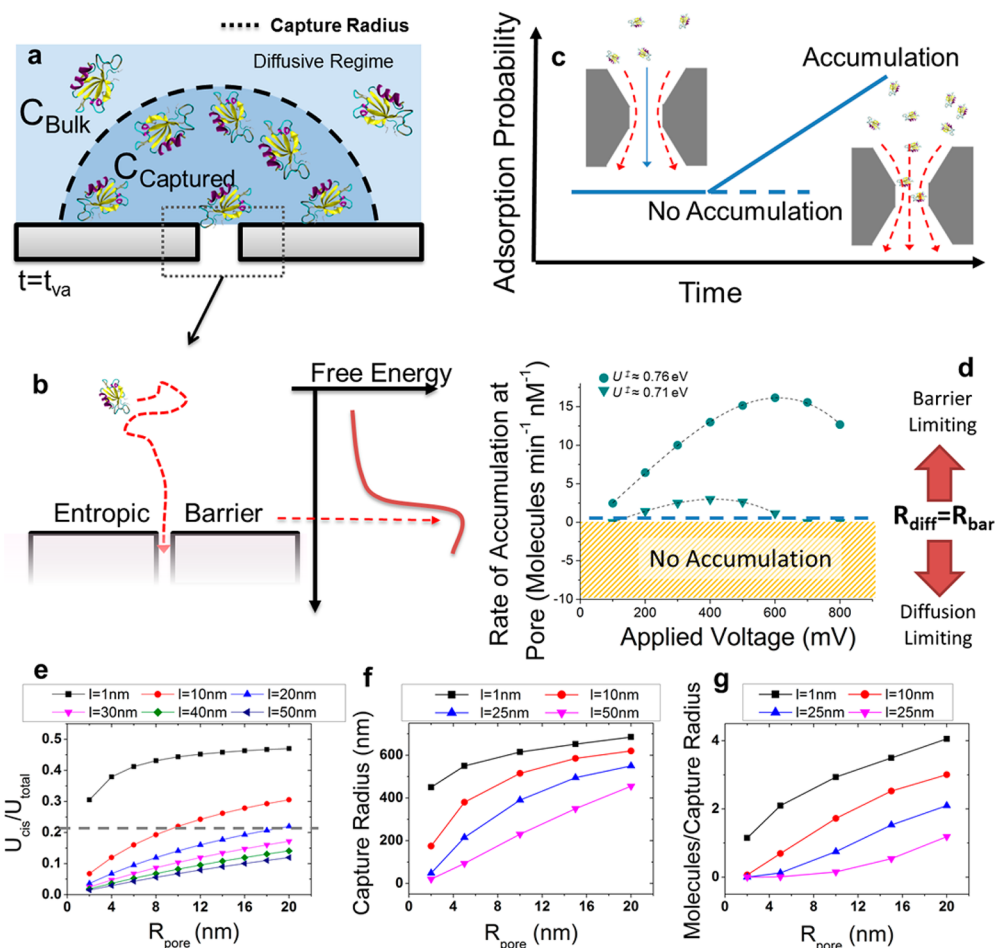 Capture Radius
a
Diffusive Regime
C_Bulk
C_Captured
t=t_va
b
Free Energy
Entropic Barrier
c
Adsorption Probability
Accumulation
No Accumulation
Time
d
Rate of Accumulation at
Pore (Molecules min⁻¹ nM⁻¹)
U^‡ ≈ 0.76 eV
U^‡ ≈ 0.71 eV
15
10
5
0
-5
-10
No Accumulation
200 400 600 800
Applied Voltage (mV)
Barrier
Limiting
R_diff=R_bar
Diffusion
Limiting
e
l=1nm l=10nm l=20nm
l=30nm l=40nm l=50nm
U_cis/U_total
0.5
0.4
0.3
0.2
0.1
0.0
0 4 8 12 16 20
R_pore (nm)
f
l=1nm l=10nm
l=25nm l=50nm
Capture Radius (nm)
600
400
200
0
0 4 8 12 16 20
R_pore (nm)
g
l=1nm l=10nm
l=25nm l=25nm
Molecules/Capture Radius
4
2
0
0 4 8 12 16 20
R_pore (nm)